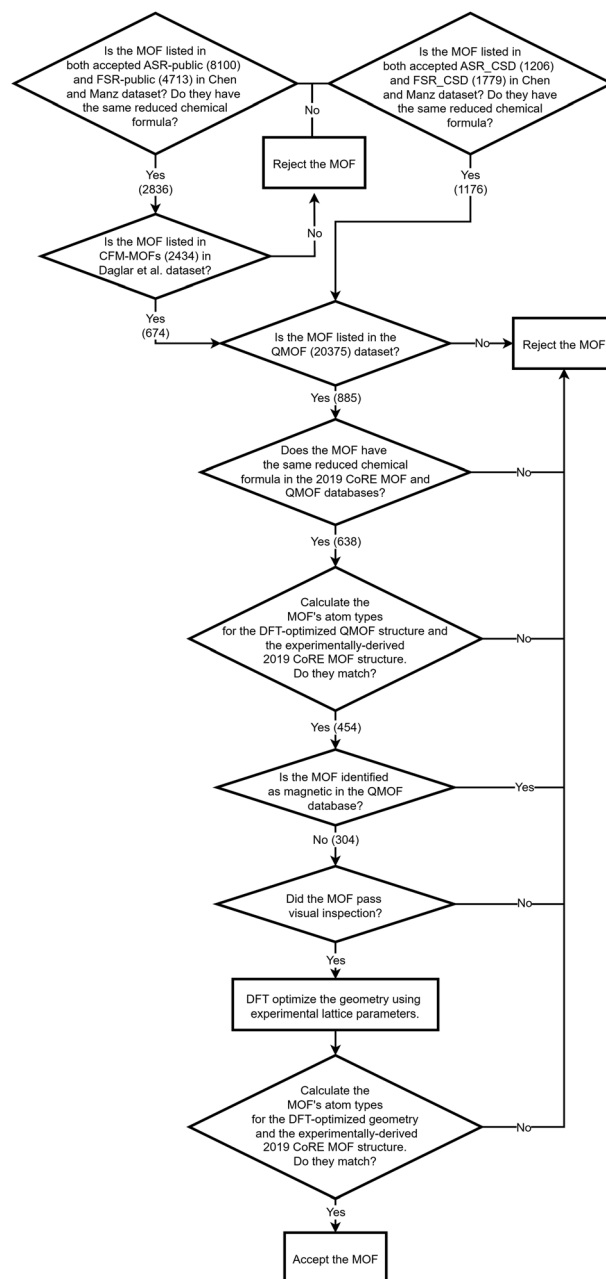 Is the MOF listed in
both accepted ASR-public (8100)
and FSR-public (4713) in Chen
and Manz dataset? Do they have
the same reduced chemical
formula?
Is the MOF listed in
both accepted ASR_CSD (1206)
and FSR_CSD (1779) in Chen
and Manz dataset? Do they have
the same reduced chemical
formula?
No
Reject the MOF
Yes
(2836)
Yes
(1176)
Is the MOF listed in
CFM-MOFs (2434) in
Daglar et al. dataset?
No
Yes
(674)
Is the MOF listed in the
QMOF (20375) dataset?
No
Reject the MOF
Yes (885)
Does the MOF have
the same reduced chemical
formula in the 2019 CoRE MOF and
QMOF databases?
No
Yes (638)
Calculate the
MOF's atom types
for the DFT-optimized QMOF structure and
the experimentally-derived
2019 CoRE MOF structure.
Do they match?
No
Yes (454)
Is the MOF identified
as magnetic in the QMOF
database?
Yes
No (304)
Did the MOF pass
visual inspection?
No
Yes
DFT optimize the geometry using
experimental lattice parameters.
Calculate the
MOF's atom types
for the DFT-optimized geometry
and the experimentally-derived
2019 CoRE MOF structure.
Do they match?
No
Yes
Accept the MOF